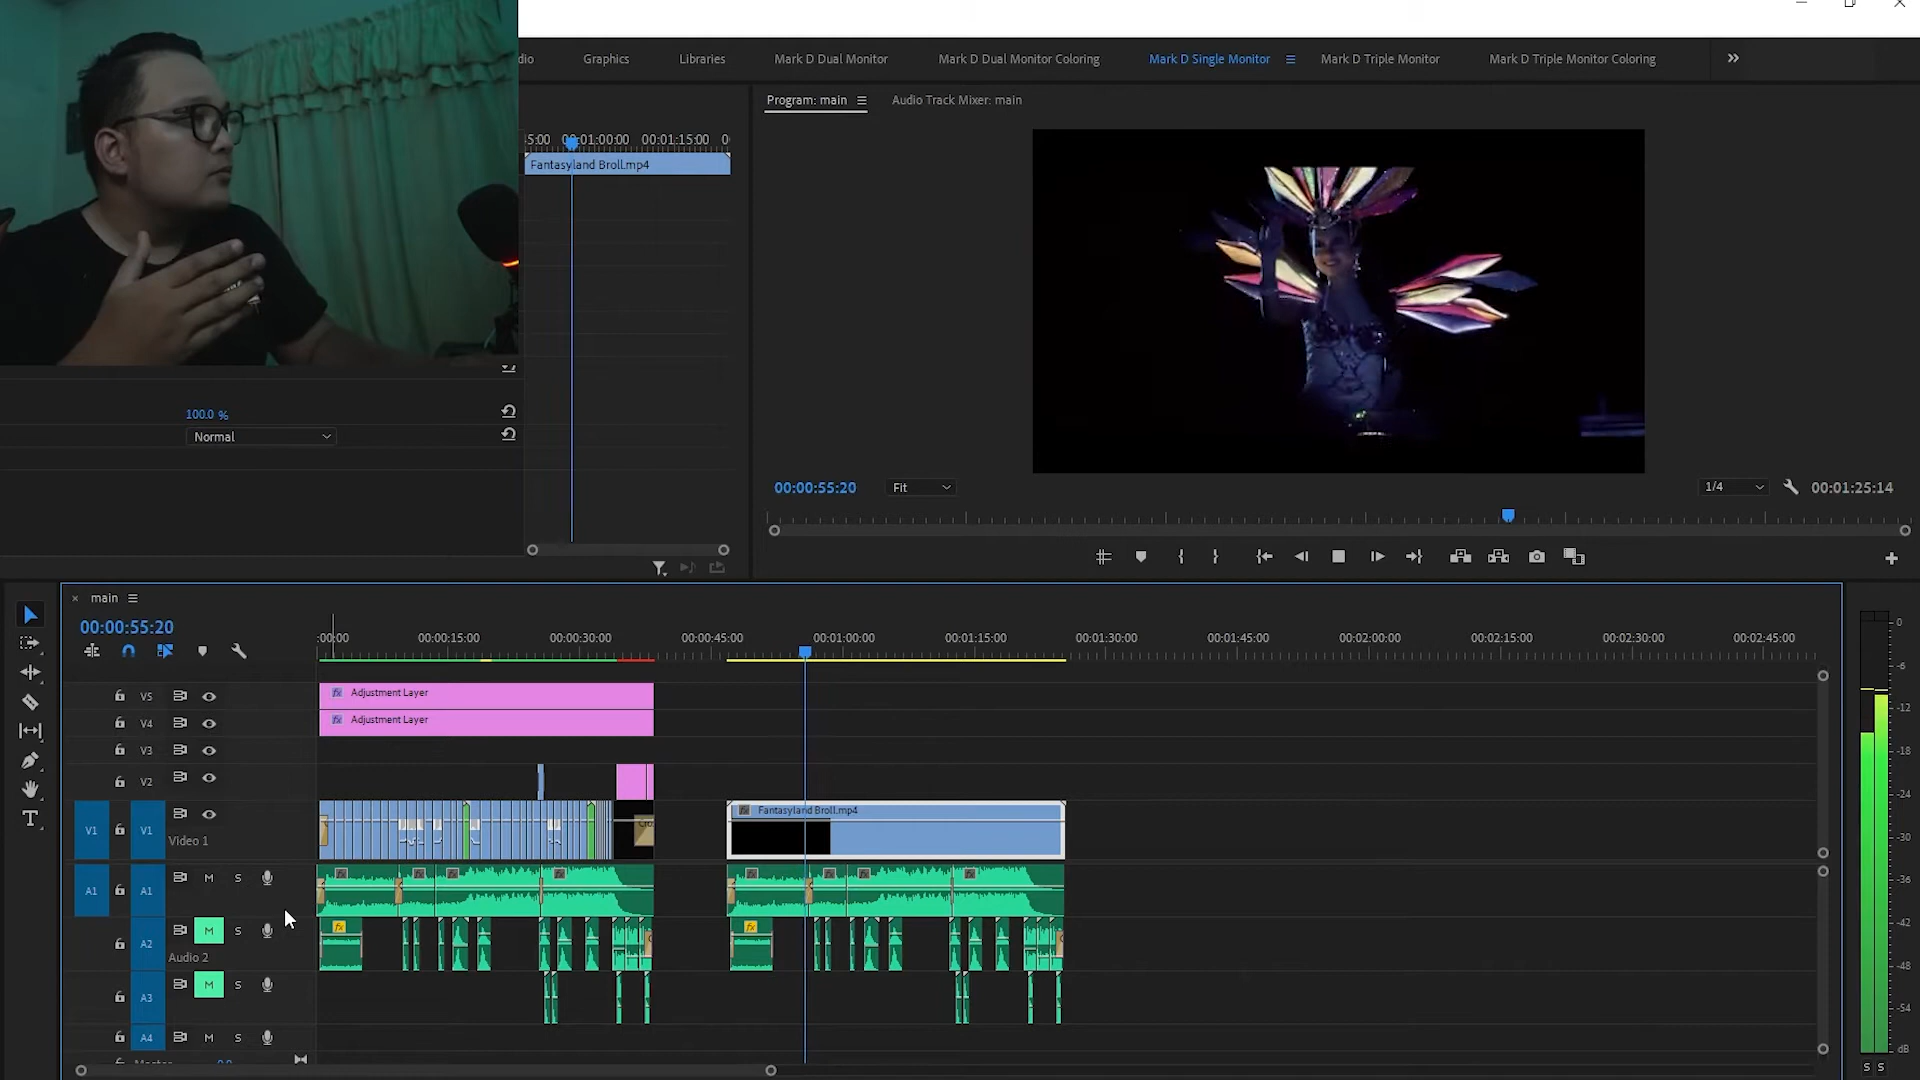 dio Graphics Libraries Mark D Dual Monitor Mark D Dual Monitor Coloring Mark D Single Monitor Mark D Triple Monitor Mark D Triple Monitor Coloring
Program: main Audio Track Mixer: main
00:01:00:00 00:01:15:00
Fantasyland Broll.mp4
100.0 %
Normal
00:00:55:20 Fit 1/4 00:01:25:14
main
00:00:55:20
:00:00 00:00:15:00 00:00:30:00 00:00:45:00 00:01:00:00 00:01:15:00 00:01:30:00 00:01:45:00 00:02:00:00 00:02:15:00 00:02:30:00 00:02:45:00
V5 fx Adjustment Layer
V4 fx Adjustment Layer
V3
V2
V1 V1 Video 1 Fantasyland Broll.mp4
A1 A1 M S
A2 M S
Audio 2
A3 M S
A4 M S
0
-6
-12
-18
-24
-30
-36
-42
-48
-54
dB
S S